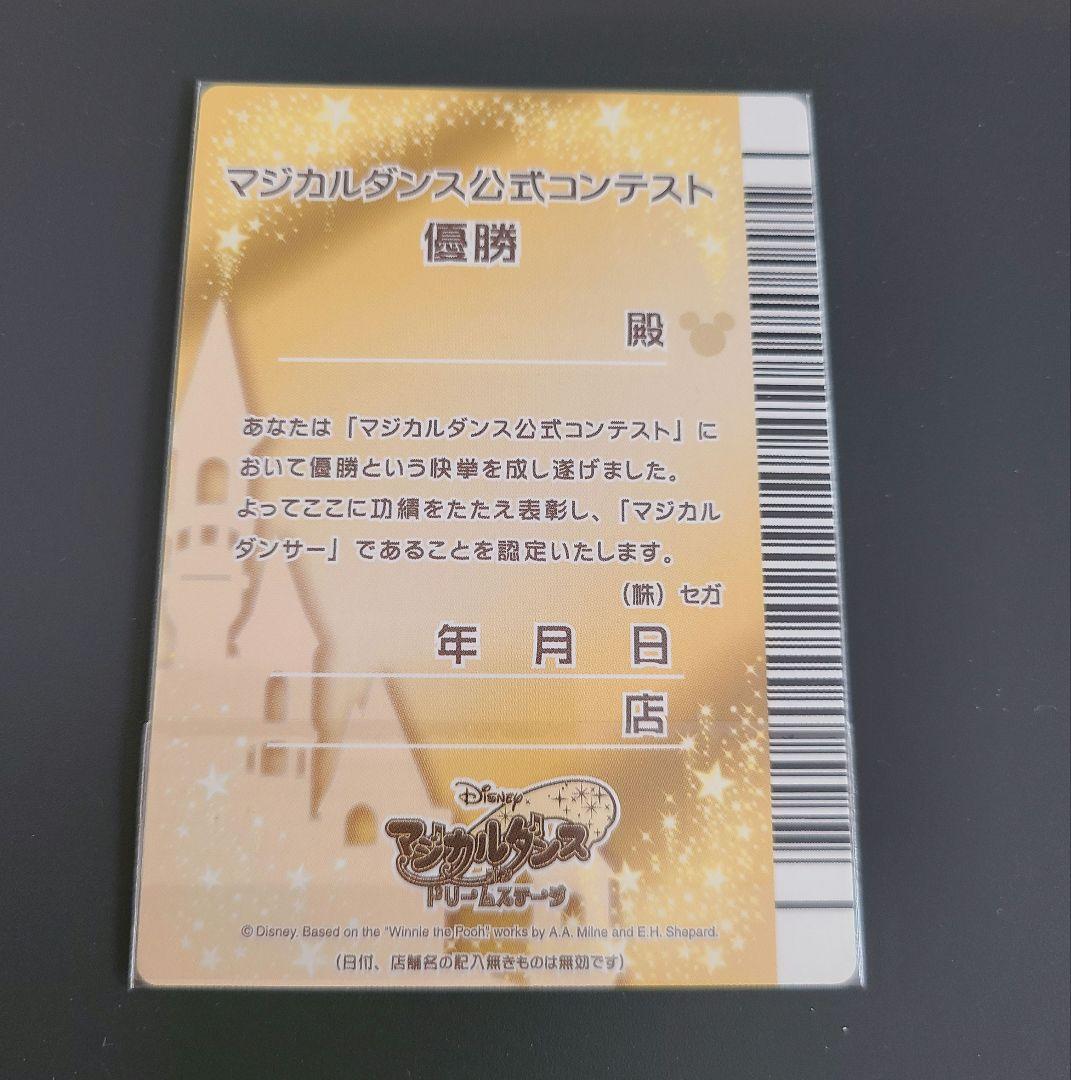 マジカルダンス公式コンテスト
優勝
殿
あなたは「マジカルダンス公式コンテスト」に
おいて優勝という快挙を成し遂げました。
よってここに功績をたたえ表彰し、「マジカル
ダンサー」であることを認定いたします。
(株) セガ
年 月 日
店
Disney
マジカルダンス
on
ドリームステージ
© Disney. Based on the "Winnie the Pooh" works by A.A. Milne and E.H. Shepard.
(日付、店舗名の記入無きものは無効です)